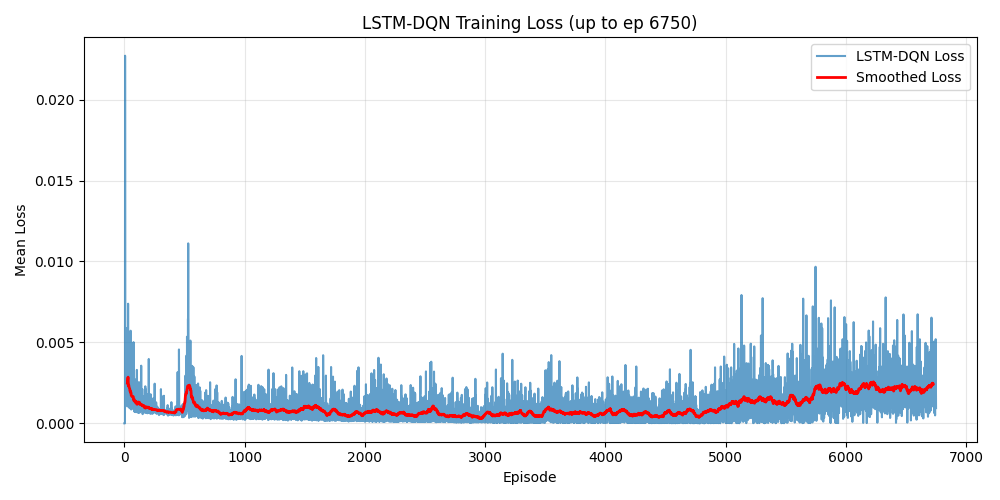 LSTM-DQN Training Loss (up to ep 6750)
LSTM-DQN Loss
Smoothed Loss
Mean Loss
0.020
0.015
0.010
0.005
0.000
0 1000 2000 3000 4000 5000 6000 7000
Episode